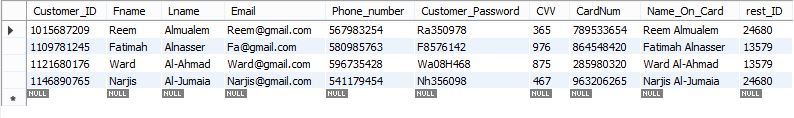 Customer_ID Fname Lname Email Phone_number Customer_Password CVV CardNum Name_On_Card rest_ID
1015687209 Reem Almualem Reem@gmail.com 567983254 Ra350978 365 789533654 Reem Almualem 24680
1109781245 Fatimah Alnasser Fa@gmail.com 580985763 F8576142 976 864548420 Fatimah Alnasser 13579
1121680176 Ward Al-Ahmad Ward@gmail.com 596735428 Wa08H468 875 285980320 Ward Al-Ahmad 13579
1146890765 Narjis Al-Jumaia Narjis@gmail.com 541179454 Nh356098 467 963206265 Narjis Al-Jumaia 24680
NULL NULL NULL NULL NULL NULL NULL NULL NULL NULL